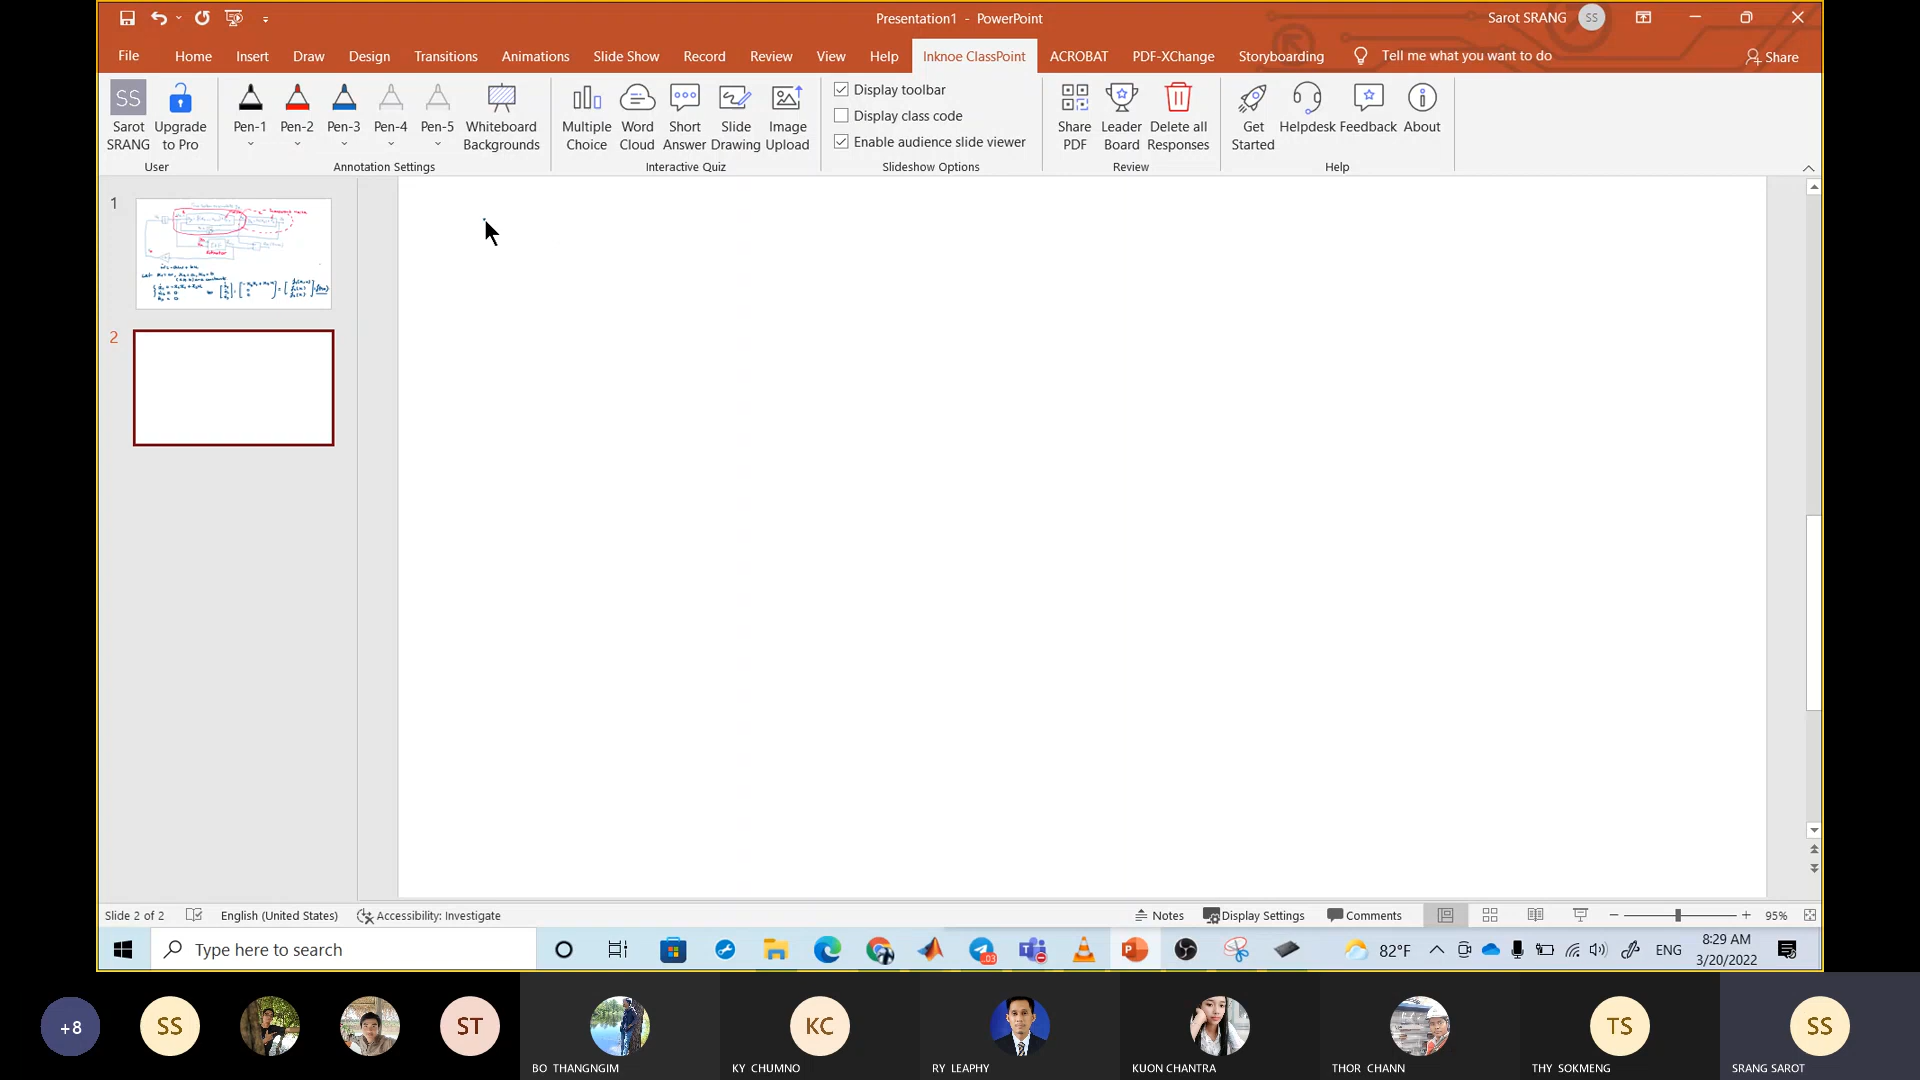 Presentation1 - PowerPoint
Sarot SRANG
SS
File
Home
Insert
Draw
Design
Transitions
Animations
Slide Show
Record
Review
View
Help
Inknoe ClassPoint
ACROBAT
PDF-XChange
Storyboarding
Tell me what you want to do
Share
SS
Sarot SRANG
Upgrade to Pro
Pen-1
Pen-2
Pen-3
Pen-4
Pen-5
Whiteboard Backgrounds
Multiple Choice
Word Cloud
Short Answer
Slide Drawing
Image Upload
Display toolbar
Display class code
Enable audience slide viewer
Share PDF
Leader Board
Delete all Responses
Get Started
Helpdesk
Feedback
About
User
Annotation Settings
Interactive Quiz
Slideshow Options
Review
Help
1
2
Slide 2 of 2
English (United States)
Accessibility: Investigate
Notes
Display Settings
Comments
95%
Type here to search
82°F
ENG
8:29 AM
3/20/2022
+8
SS
ST
KC
TS
SS
BO THANGNGIM
KY CHUMNO
RY LEAPHY
KUON CHANTRA
THOR CHANN
THY SOKMENG
SRANG SAROT